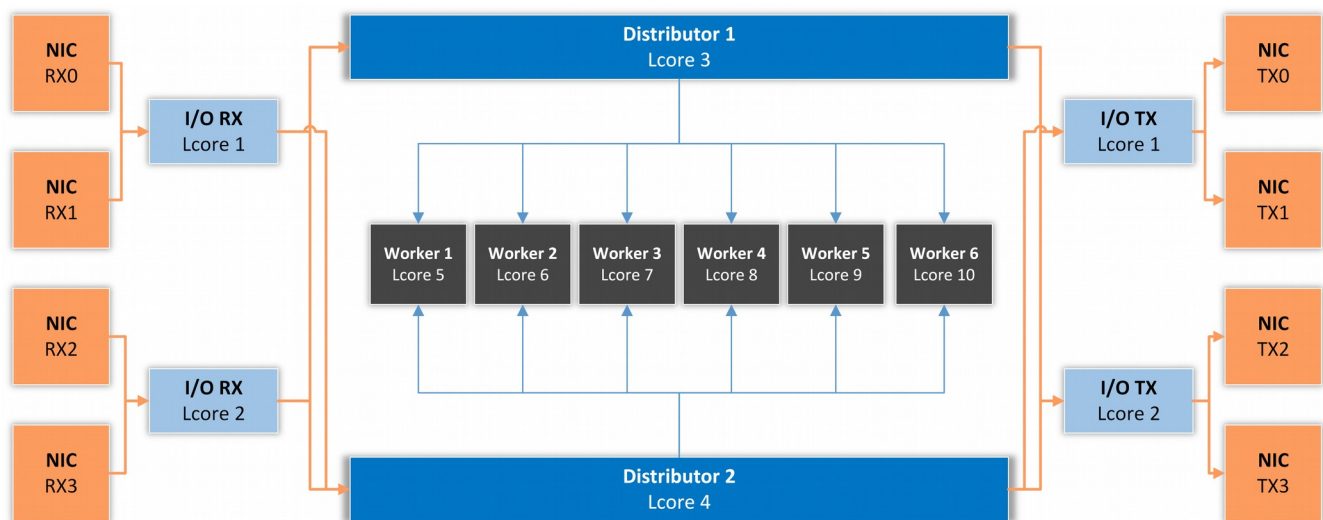 NIC
RX0
NIC
RX1
I/O RX
Lcore 1
NIC
RX2
NIC
RX3
I/O RX
Lcore 2
Distributor 1
Lcore 3
Worker 1
Lcore 5
Worker 2
Lcore 6
Worker 3
Lcore 7
Worker 4
Lcore 8
Worker 5
Lcore 9
Worker 6
Lcore 10
Distributor 2
Lcore 4
I/O TX
Lcore 1
NIC
TX0
NIC
TX1
I/O TX
Lcore 2
NIC
TX2
NIC
TX3